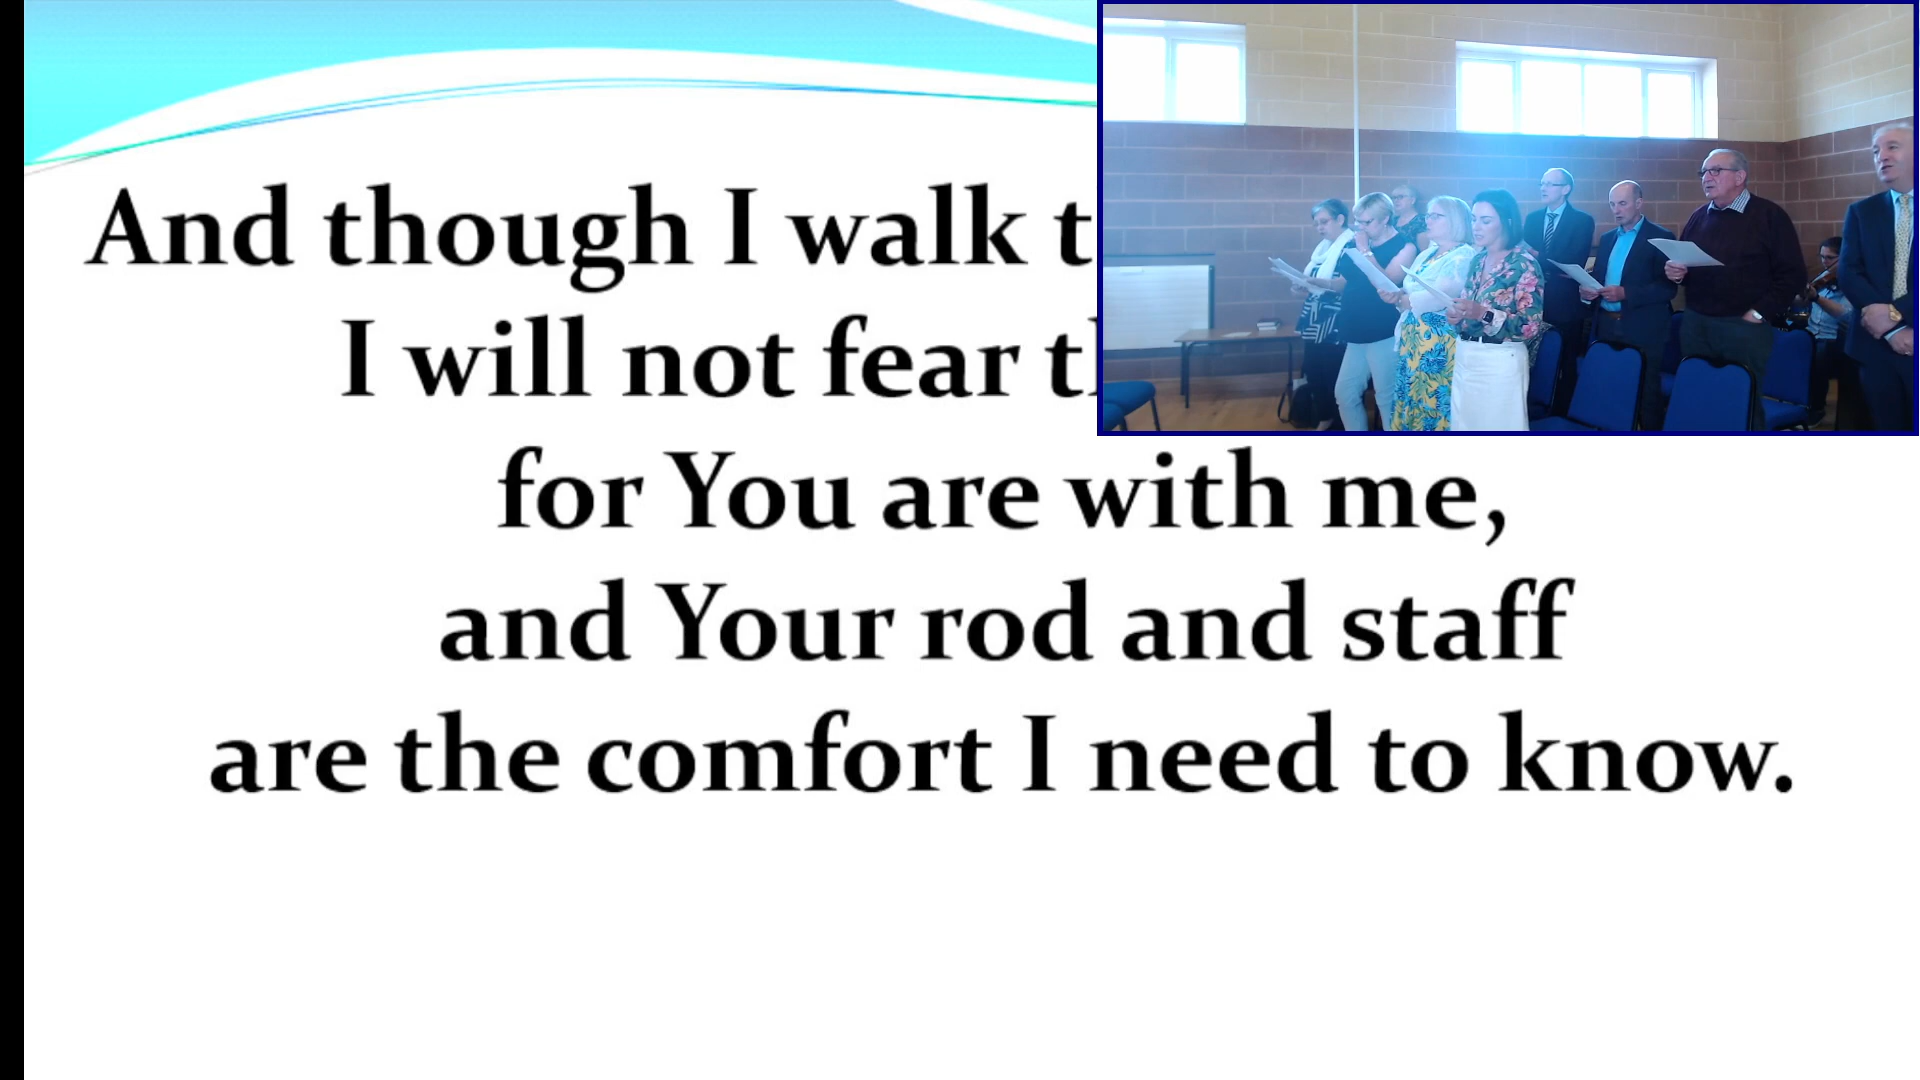 And though I walk t
I will not fear th
for You are with me,
and Your rod and staff
are the comfort I need to know.